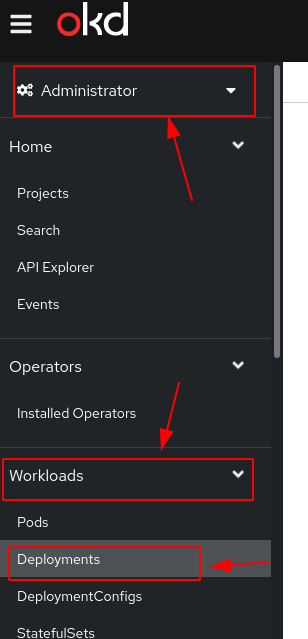 okd
Administrator
Home
Projects
Search
API Explorer
Events
Operators
Installed Operators
Workloads
Pods
Deployments
DeploymentConfigs
StatefulSets